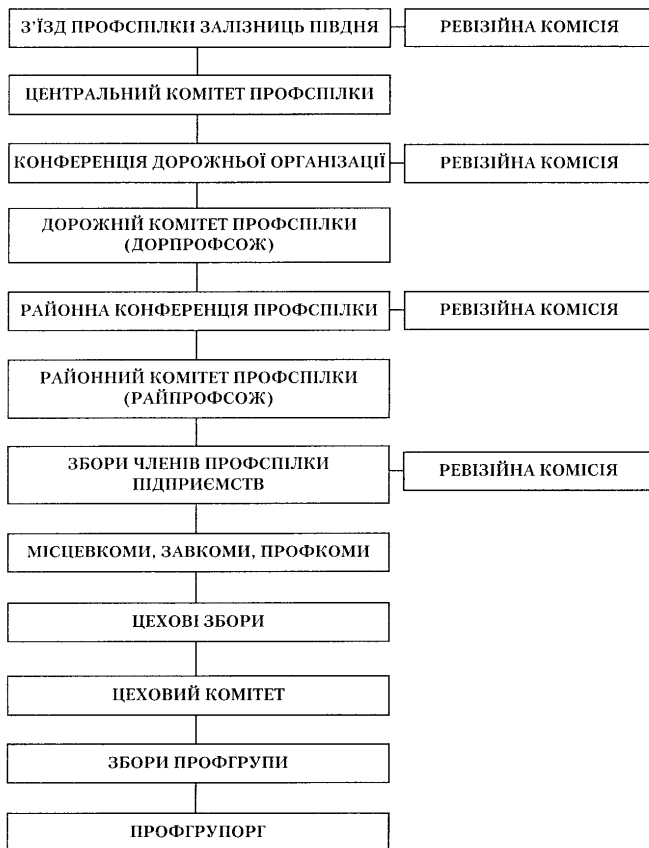 З'ЇЗД ПРОФСПІЛКИ ЗАЛІЗНИЦЬ ПІВДНЯ
РЕВІЗІЙНА КОМІСІЯ
ЦЕНТРАЛЬНИЙ КОМІТЕТ ПРОФСПІЛКИ
КОНФЕРЕНЦІЯ ДОРОЖНЬОЇ ОРГАНІЗАЦІЇ
РЕВІЗІЙНА КОМІСІЯ
ДОРОЖНІЙ КОМІТЕТ ПРОФСПІЛКИ
(ДОРПРОФСОЖ)
РАЙОННА КОНФЕРЕНЦІЯ ПРОФСПІЛКИ
РЕВІЗІЙНА КОМІСІЯ
РАЙОННИЙ КОМІТЕТ ПРОФСПІЛКИ
(РАЙПРОФСОЖ)
ЗБОРИ ЧЛЕНІВ ПРОФСПІЛКИ
ПІДПРИЄМСТВ
РЕВІЗІЙНА КОМІСІЯ
МІСЦЕВКОМИ, ЗАВКОМИ, ПРОФКОМИ
ЦЕХОВІ ЗБОРИ
ЦЕХОВИЙ КОМІТЕТ
ЗБОРИ ПРОФГРУПИ
ПРОФГРУПОРГ